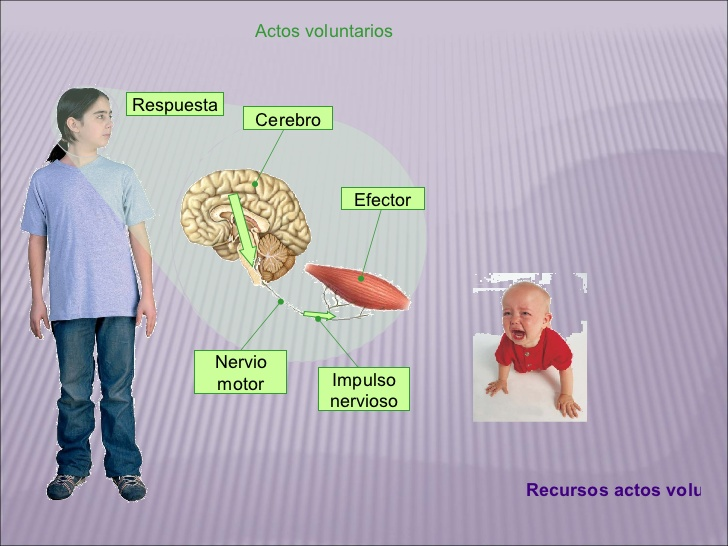 Actos voluntarios
Respuesta
Cerebro
Efector
Nervio
motor
Impulso
nervioso
Recursos actos volu